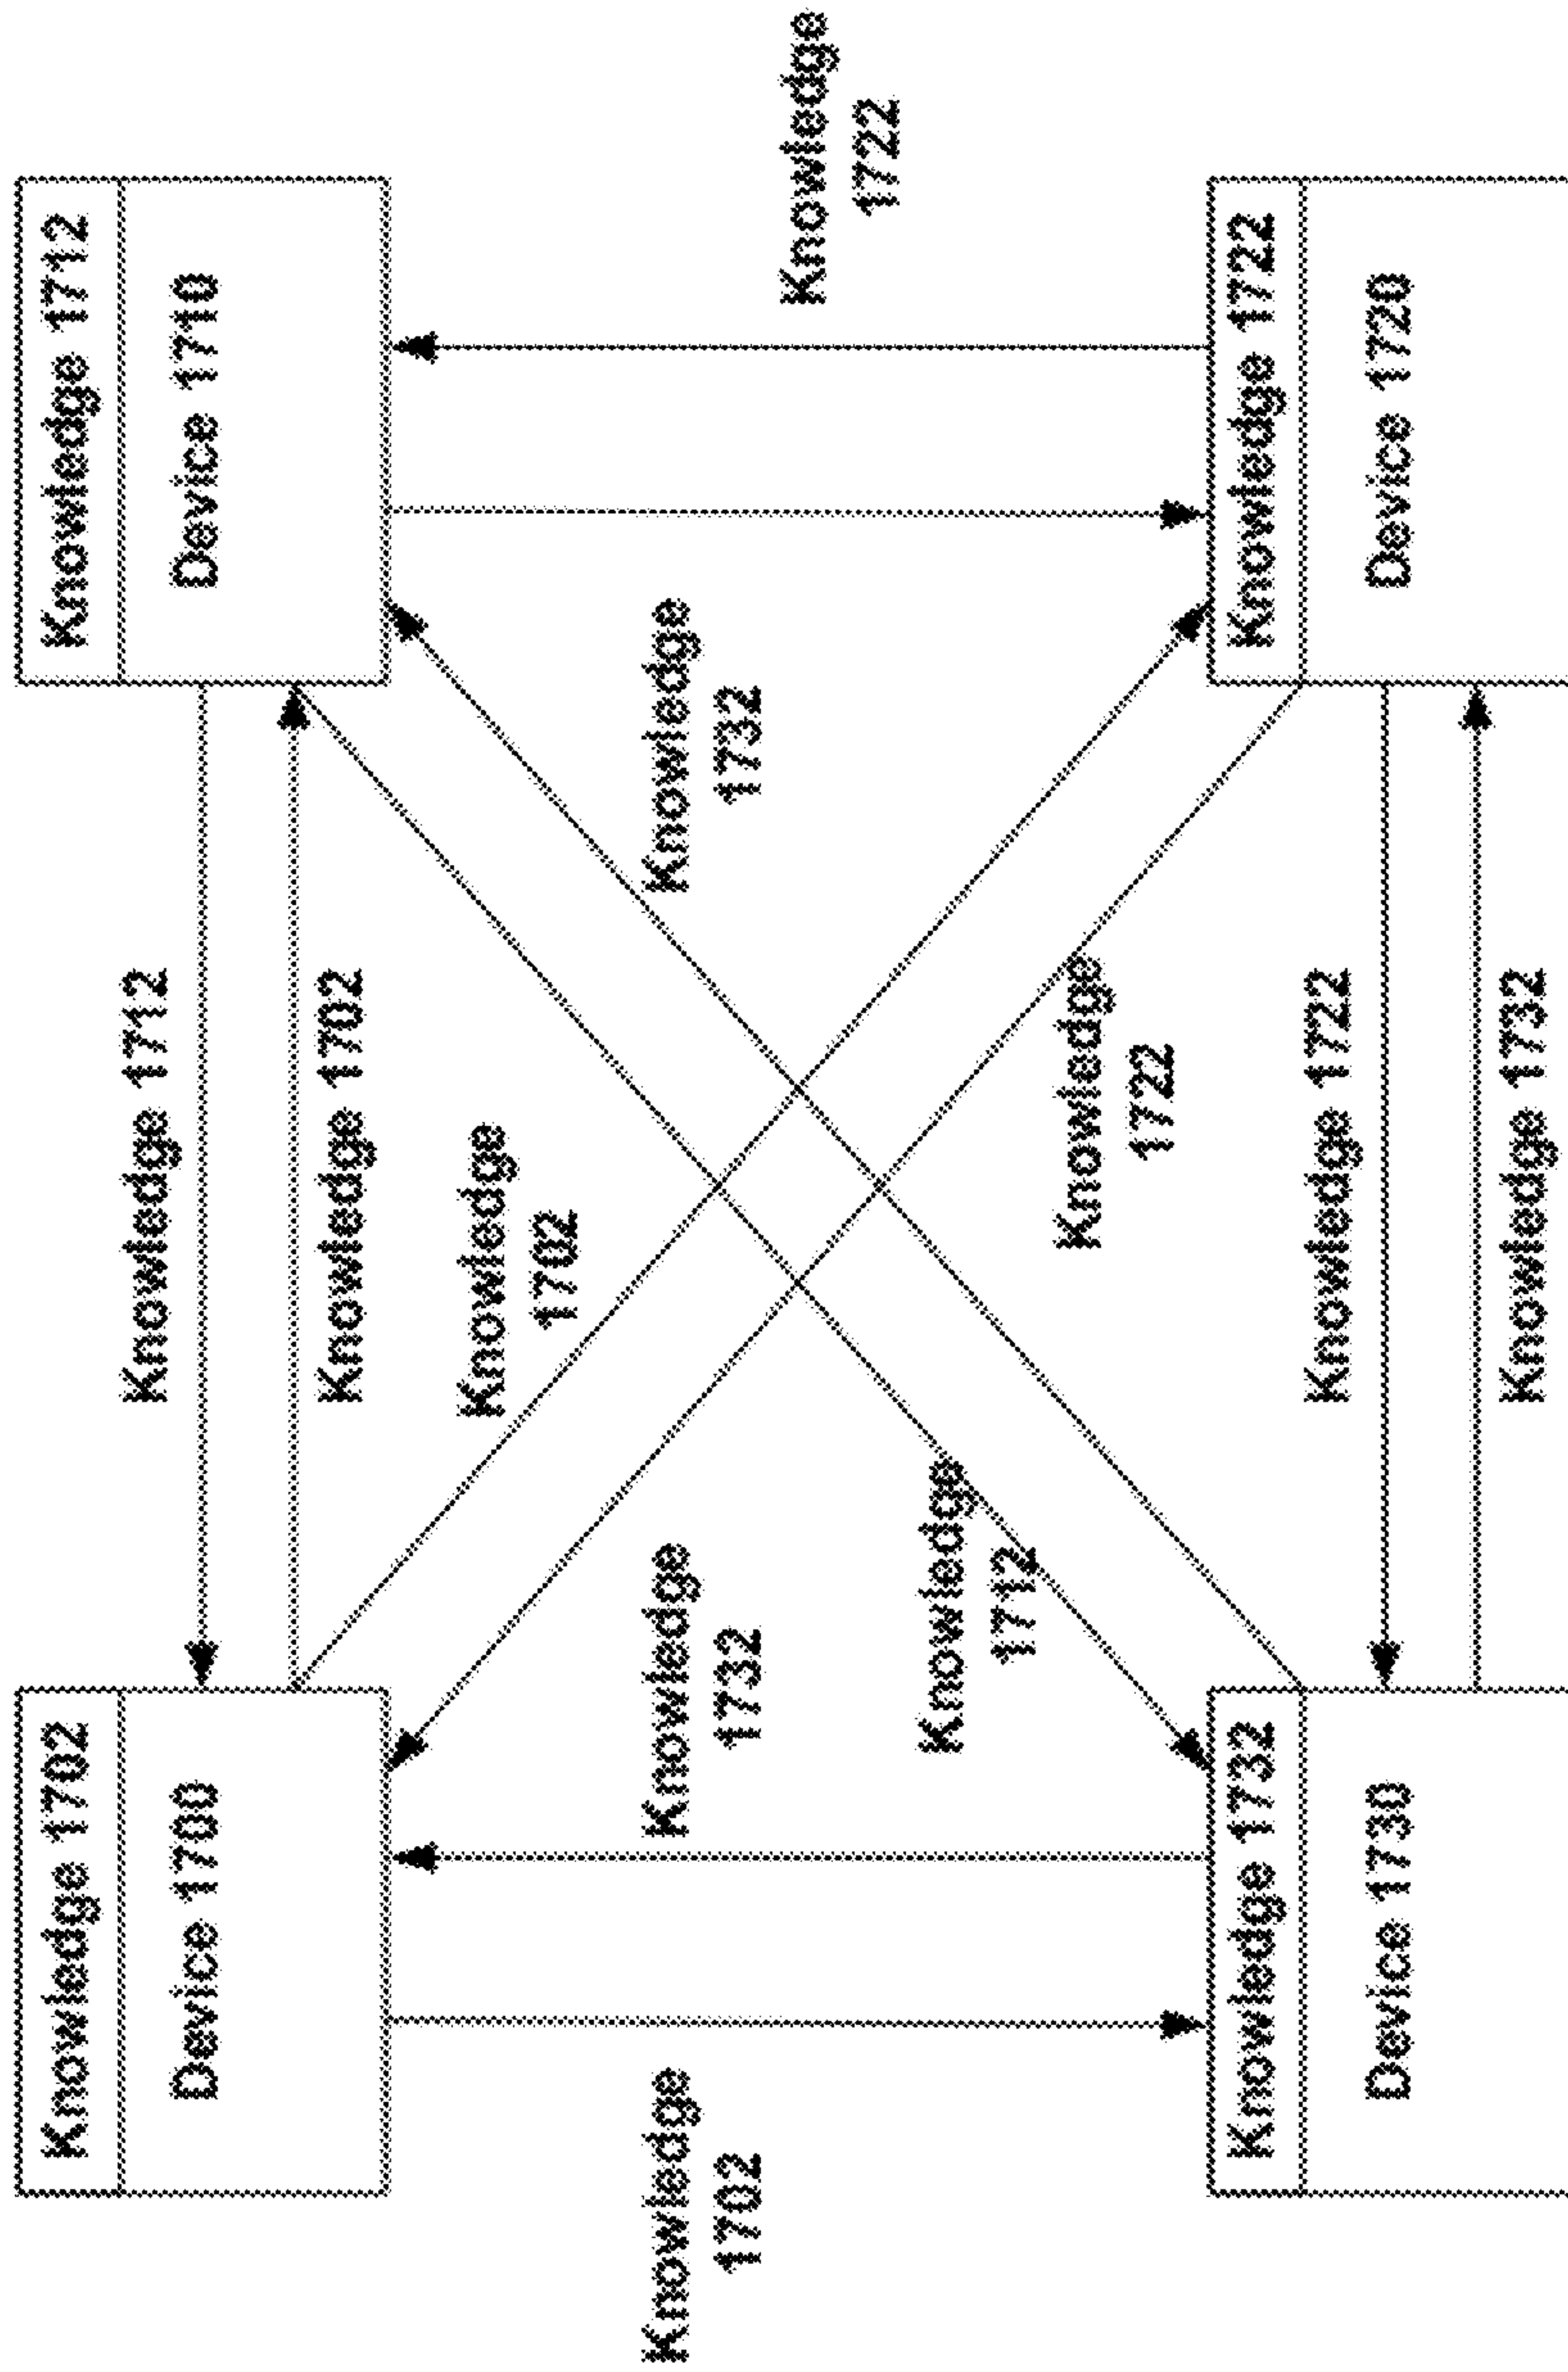 Knowledge 1702
Device 1700
Knowledge 1712
Device 1710
Knowledge 1712
Knowledge 1702
Knowledge
1702
Knowledge
1702
Knowledge
1732
Knowledge
1732
Knowledge
1722
Knowledge
1712
Knowledge
1722
Knowledge 1732
Device 1730
Knowledge 1722
Device 1720
Knowledge 1722
Knowledge 1732